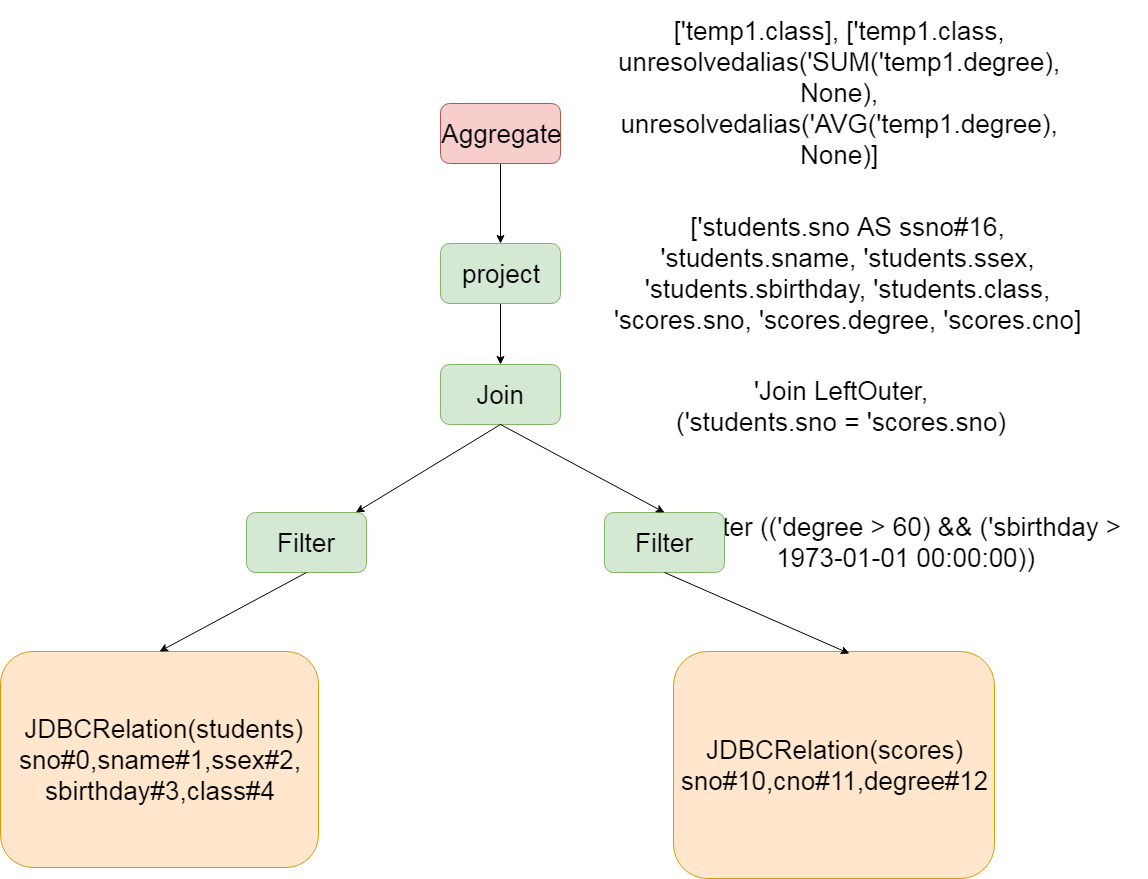 ['temp1.class], ['temp1.class,
unresolvedalias('SUM('temp1.degree),
None),
unresolvedalias('AVG('temp1.degree),
None)]
Aggregate
['students.sno AS ssno#16,
'students.sname, 'students.ssex,
'students.sbirthday, 'students.class,
'scores.sno, 'scores.degree, 'scores.cno]
project
'Join LeftOuter,
('students.sno = 'scores.sno)
Join
Filter
Filter
ter (('degree > 60) && ('sbirthday >
1973-01-01 00:00:00))
JDBCRelation(students)
sno#0,sname#1,ssex#2,
sbirthday#3,class#4
JDBCRelation(scores)
sno#10,cno#11,degree#12